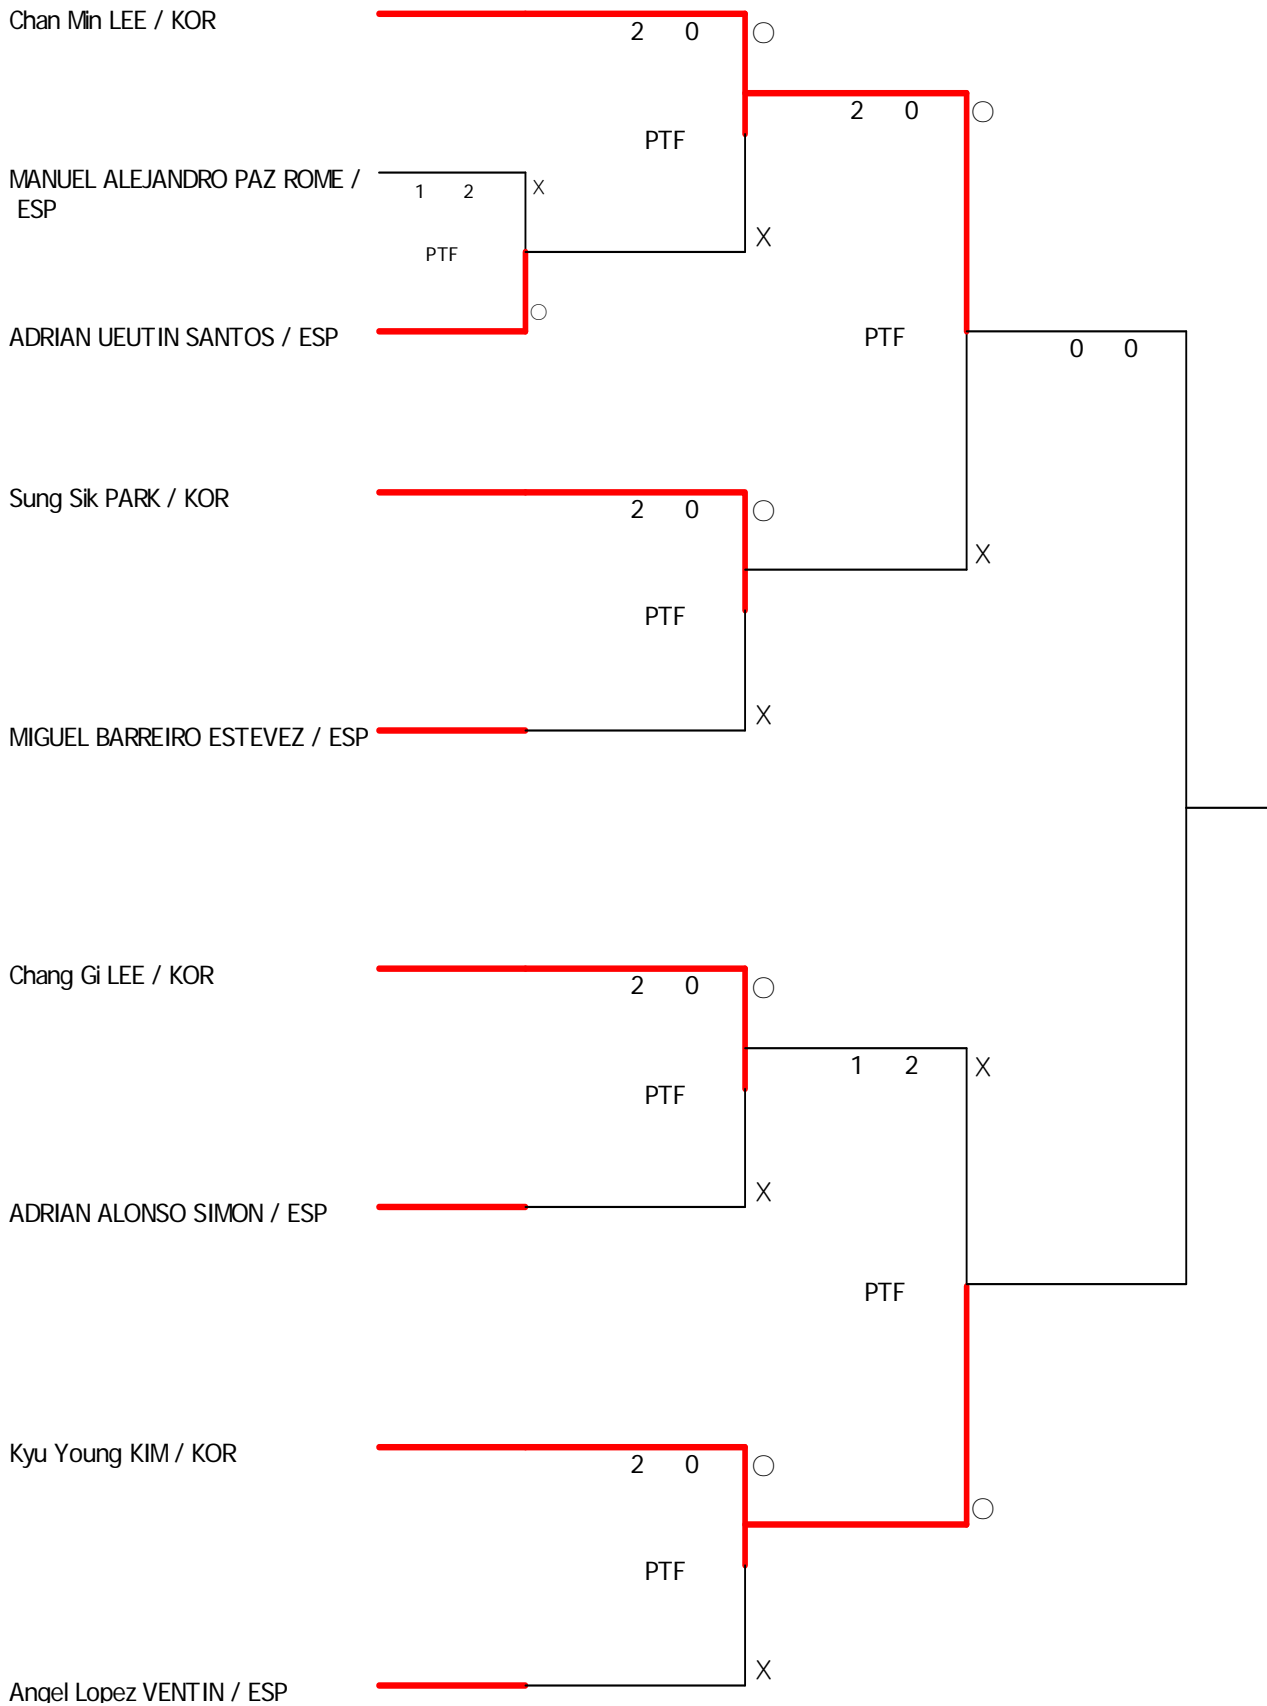 Chan Min LEE / KOR
2 0 ○
2 0 ○
PTF
MANUEL ALEJANDRO PAZ ROME /
ESP
1 2 X
X
PTF
○
ADRIAN UEUTIN SANTOS / ESP
PTF
0 0
Sung Sik PARK / KOR
2 0 ○
X
PTF
X
MIGUEL BARREIRO ESTEVEZ / ESP
Chang Gi LEE / KOR
2 0 ○
1 2 X
PTF
X
ADRIAN ALONSO SIMON / ESP
PTF
Kyu Young KIM / KOR
2 0 ○
○
PTF
X
Angel Lopez VENTIN / ESP